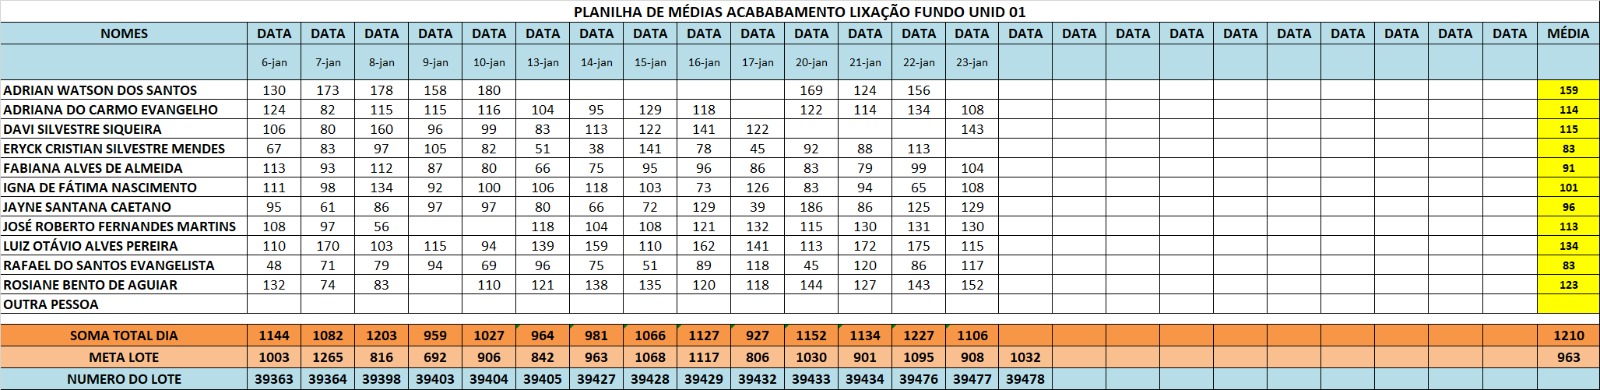 PLANILHA DE MÉDIAS ACABABAMENTO LIXAÇÃO FUNDO UNID 01
NOMES DATA DATA DATA DATA DATA DATA DATA DATA DATA DATA DATA DATA DATA DATA DATA DATA DATA DATA DATA DATA DATA DATA DATA DATA MÉDIA
6-jan 7-jan 8-jan 9-jan 10-jan 13-jan 14-jan 15-jan 16-jan 17-jan 20-jan 21-jan 22-jan 23-jan
ADRIAN WATSON DOS SANTOS 130 173 178 158 180 169 124 156 159
ADRIANA DO CARMO EVANGELHO 124 82 115 115 116 104 95 129 118 122 114 134 108 114
DAVI SILVESTRE SIQUEIRA 106 80 160 96 99 83 113 122 141 122 143 115
ERYCK CRISTIAN SILVESTRE MENDES 67 83 97 105 82 51 38 141 78 45 92 88 113 83
FABIANA ALVES DE ALMEIDA 113 93 112 87 80 66 75 95 96 86 83 79 99 104 91
IGNA DE FÁTIMA NASCIMENTO 111 98 134 92 100 106 118 103 73 126 83 94 65 108 101
JAYNE SANTANA CAETANO 95 61 86 97 97 80 66 72 129 39 186 86 125 129 96
JOSÉ ROBERTO FERNANDES MARTINS 108 97 56 118 104 108 121 132 115 130 131 130 113
LUIZ OTÁVIO ALVES PEREIRA 110 170 103 115 94 139 159 110 162 141 113 172 175 115 134
RAFAEL DO SANTOS EVANGELISTA 48 71 79 94 69 96 75 51 89 118 45 120 86 117 83
ROSIANE BENTO DE AGUIAR 132 74 83 110 121 138 135 120 118 144 127 143 152 123
OUTRA PESSOA
SOMA TOTAL DIA 1144 1082 1203 959 1027 964 981 1066 1127 927 1152 1134 1227 1106 1210
META LOTE 1003 1265 816 692 906 842 963 1068 1117 806 1030 901 1095 908 1032 963
NUMERO DO LOTE 39363 39364 39398 39403 39404 39405 39427 39428 39429 39432 39433 39434 39476 39477 39478